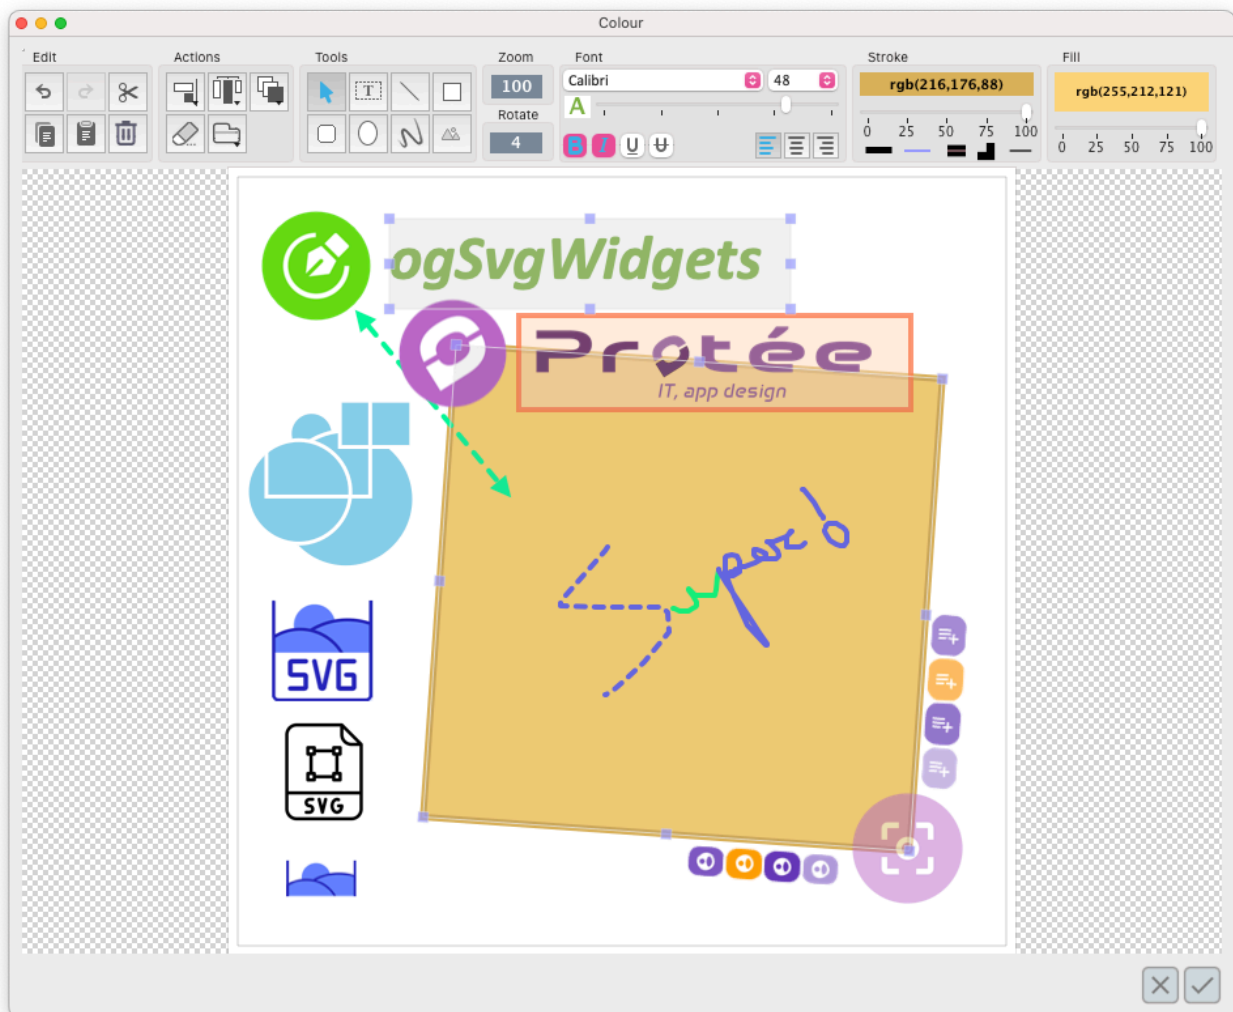 Colour
Edit
Actions
Tools
Zoom
Font
Stroke
Fill
100
Calibri
48
rgb(216,176,88)
rgb(255,212,121)
T
A
Rotate
4
0 25 50 75 100
0 25 50 75 100
B I U U
ogSvgWidgets
Protée
IT, app design
SVG
SVG